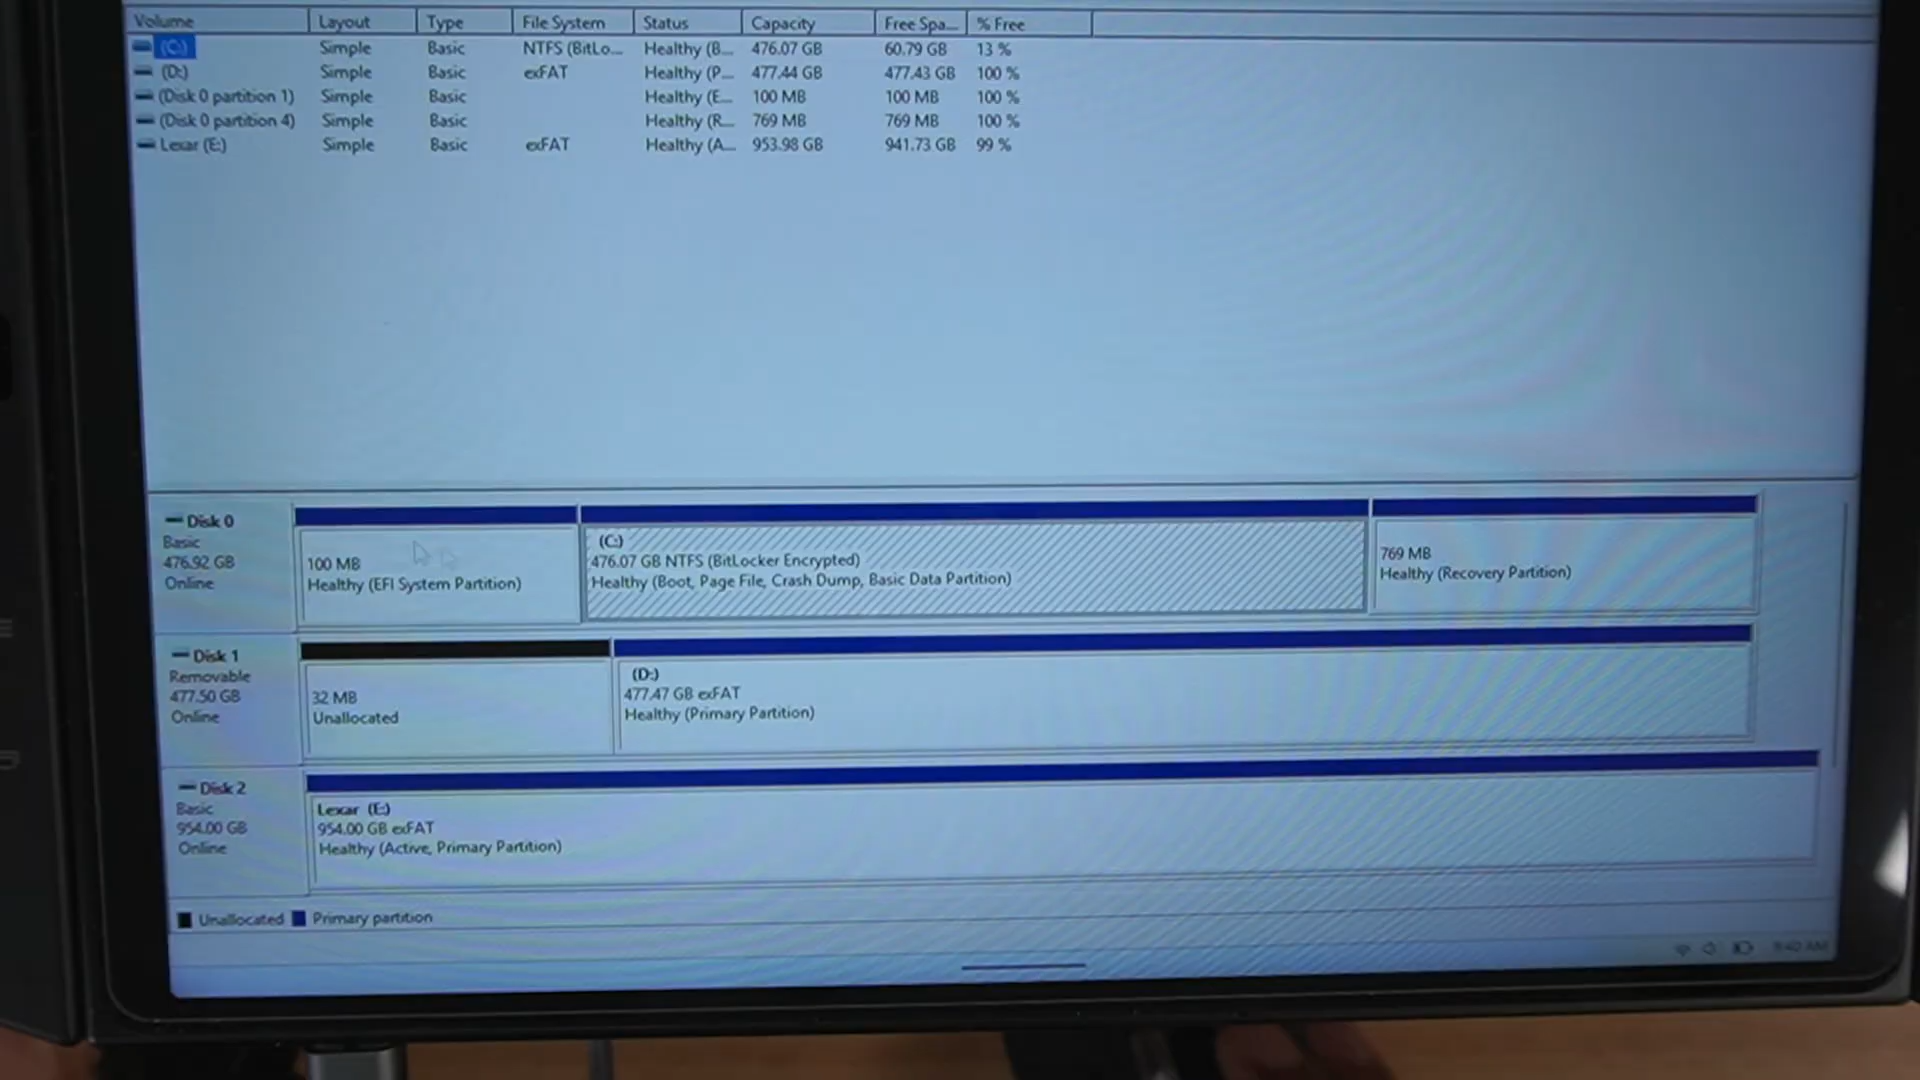 Volume Layout Type File System Status Capacity Free Spa... % Free
(C:) Simple Basic NTFS (BitLo... Healthy (B... 476.07 GB 60.79 GB 13 %
(D:) Simple Basic exFAT Healthy (P... 477.44 GB 477.43 GB 100 %
(Disk 0 partition 1) Simple Basic Healthy (E... 100 MB 100 MB 100 %
(Disk 0 partition 4) Simple Basic Healthy (R... 769 MB 769 MB 100 %
Lexar (E:) Simple Basic exFAT Healthy (A... 953.98 GB 941.73 GB 99 %
Disk 0
Basic
476.92 GB
Online
100 MB
Healthy (EFI System Partition)
(C:)
476.07 GB NTFS (BitLocker Encrypted)
Healthy (Boot, Page File, Crash Dump, Basic Data Partition)
769 MB
Healthy (Recovery Partition)
Disk 1
Removable
477.50 GB
Online
32 MB
Unallocated
(D:)
477.47 GB exFAT
Healthy (Primary Partition)
Disk 2
Basic
954.00 GB
Online
Lexar (E:)
954.00 GB exFAT
Healthy (Active, Primary Partition)
Unallocated Primary partition